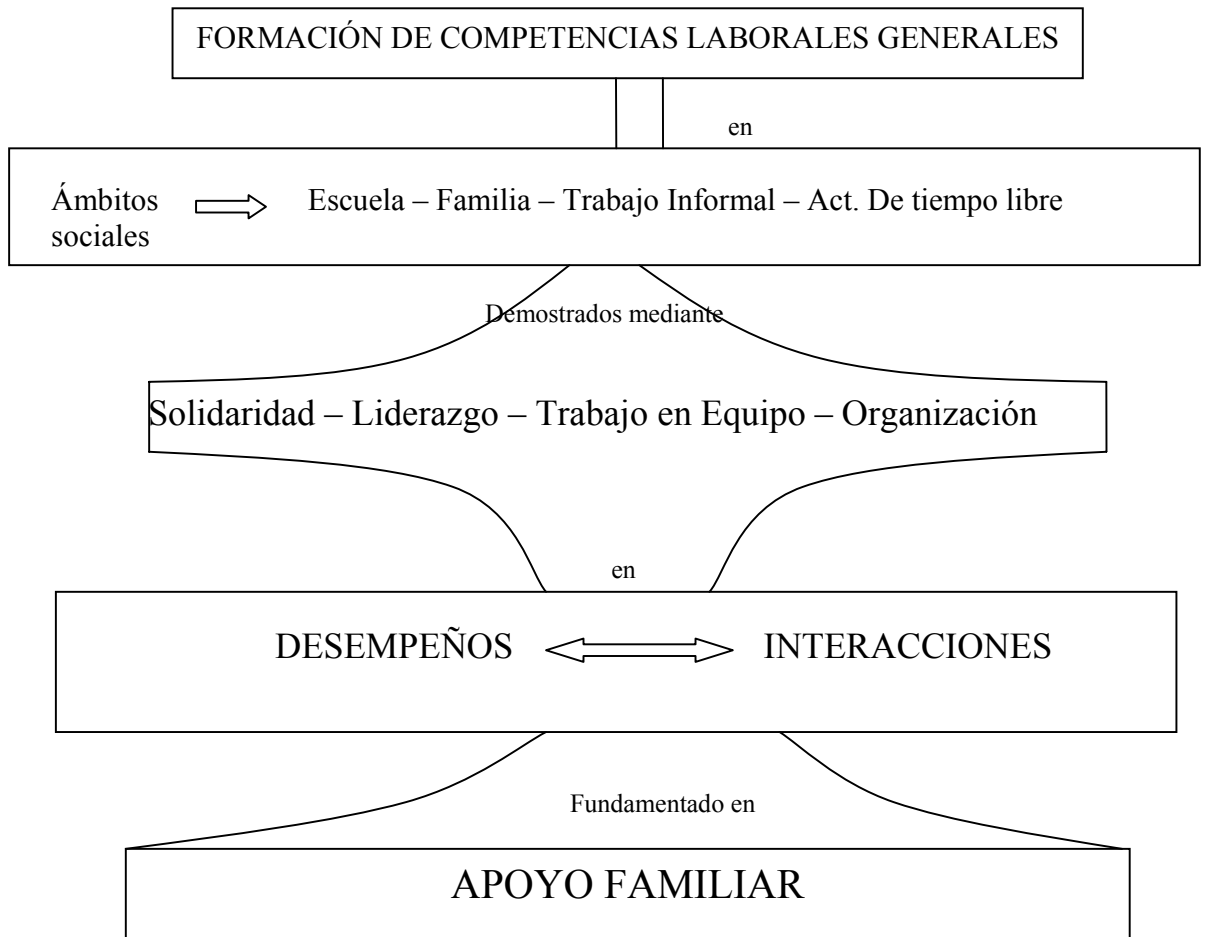 FORMACIÓN DE COMPETENCIAS LABORALES GENERALES
en
Ámbitos sociales
Escuela – Familia – Trabajo Informal – Act. De tiempo libre
Demostrados mediante
Solidaridad – Liderazgo – Trabajo en Equipo – Organización
en
DESEMPEÑOS INTERACCIONES
Fundamentado en
APOYO FAMILIAR